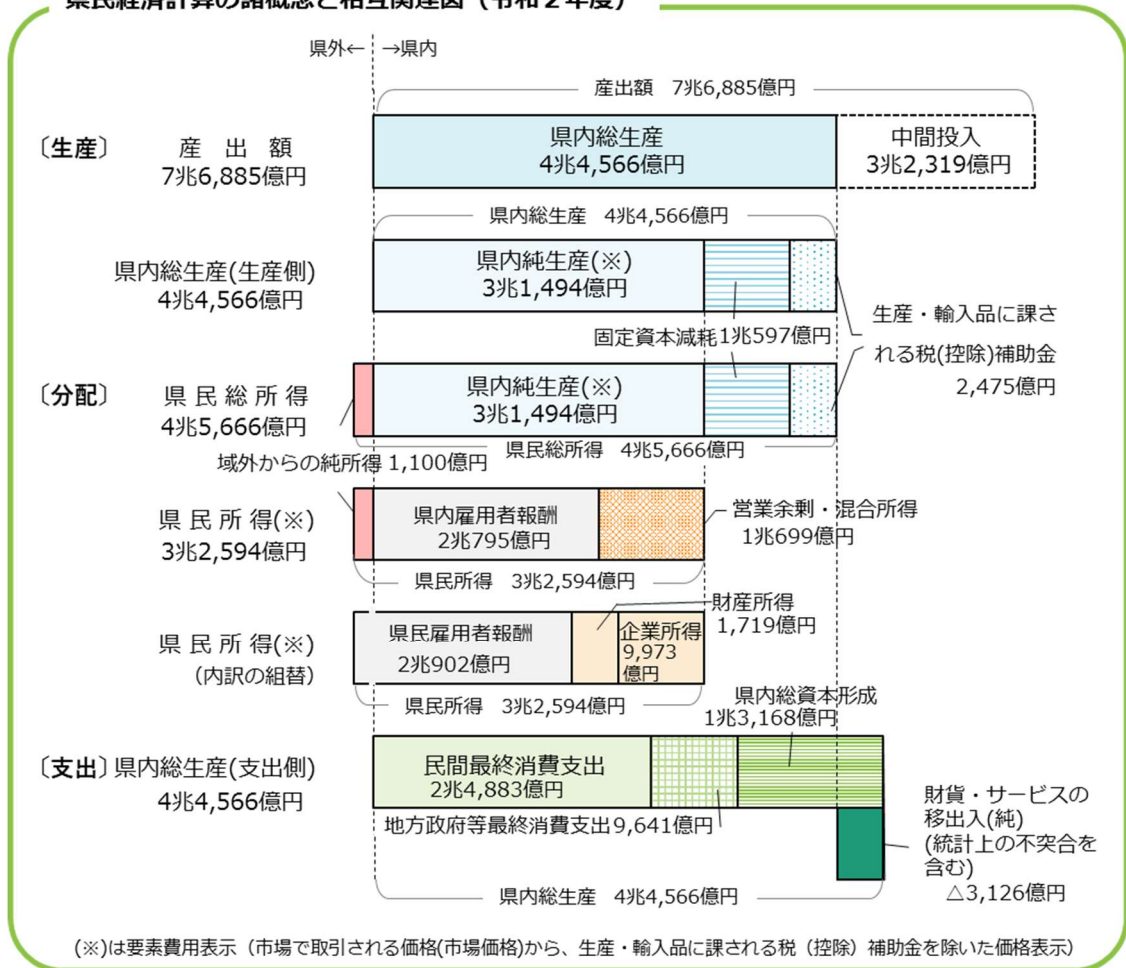 県民経済計算の諸概念と相互関連図（令和２年度）
県外← →県内
産出額 7兆6,885億円
〔生産〕
産 出 額
7兆6,885億円
県内総生産
4兆4,566億円
中間投入
3兆2,319億円
県内総生産 4兆4,566億円
県内総生産(生産側)
4兆4,566億円
県内純生産(※)
3兆1,494億円
固定資本減耗1兆597億円
生産・輸入品に課さ
れる税(控除)補助金
2,475億円
〔分配〕
県 民 総 所 得
4兆5,666億円
県内純生産(※)
3兆1,494億円
県民総所得 4兆5,666億円
域外からの純所得 1,100億円
県 民 所 得(※)
3兆2,594億円
県内雇用者報酬
2兆795億円
営業余剰・混合所得
1兆699億円
県民所得 3兆2,594億円
県 民 所 得(※)
(内訳の組替)
県民雇用者報酬
2兆902億円
財産所得
1,719億円
企業所得
9,973
億円
県民所得 3兆2,594億円
県内総資本形成
1兆3,168億円
〔支出〕
県内総生産(支出側)
4兆4,566億円
民間最終消費支出
2兆4,883億円
地方政府等最終消費支出9,641億円
財貨・サービスの
移出入(純)
(統計上の不突合を
含む)
△3,126億円
県内総生産 4兆4,566億円
(※)は要素費用表示（市場で取引される価格(市場価格)から、生産・輸入品に課される税（控除）補助金を除いた価格表示）